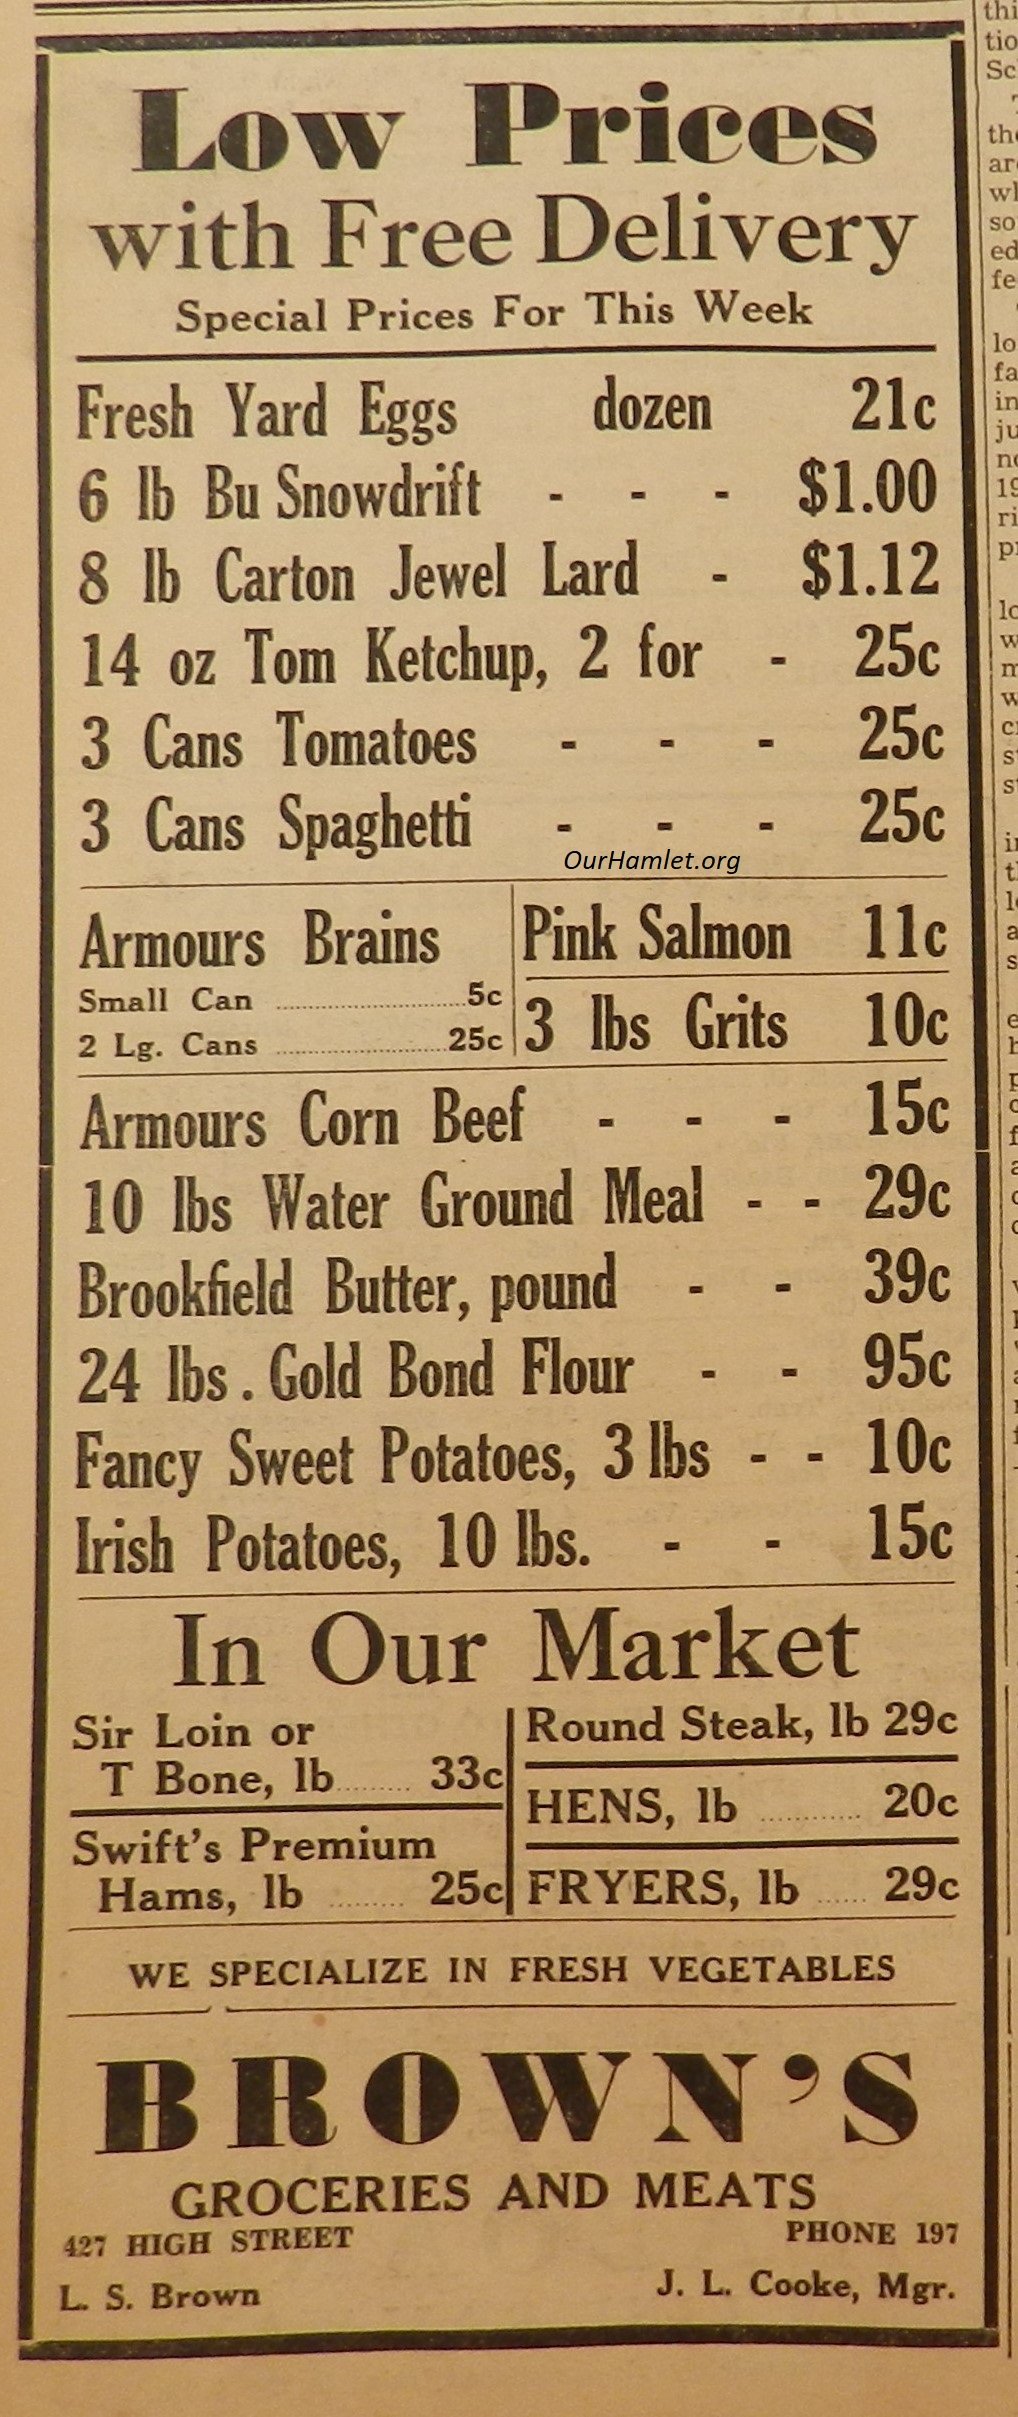 Low Prices
with Free Delivery
Special Prices For This Week
Fresh Yard Eggs dozen 21c
6 lb Bu Snowdrift - - - $1.00
8 lb Carton Jewel Lard - $1.12
14 oz Tom Ketchup, 2 for - 25c
3 Cans Tomatoes - - - 25c
3 Cans Spaghetti - - - 25c
OurHamlet.org
Armours Brains
Small Can 5c
2 Lg. Cans 25c
Pink Salmon 11c
3 lbs Grits 10c
Armours Corn Beef - - - 15c
10 lbs Water Ground Meal - - 29c
Brookfield Butter, pound - - 39c
24 lbs. Gold Bond Flour - - 95c
Fancy Sweet Potatoes, 3 lbs - - 10c
Irish Potatoes, 10 lbs. - - 15c
In Our Market
Sir Loin or
T Bone, lb 33c
Swift's Premium
Hams, lb 25c
Round Steak, lb 29c
HENS, lb 20c
FRYERS, lb 29c
WE SPECIALIZE IN FRESH VEGETABLES
BROWN'S
GROCERIES AND MEATS
427 HIGH STREET PHONE 197
L. S. Brown J. L. Cooke, Mgr.